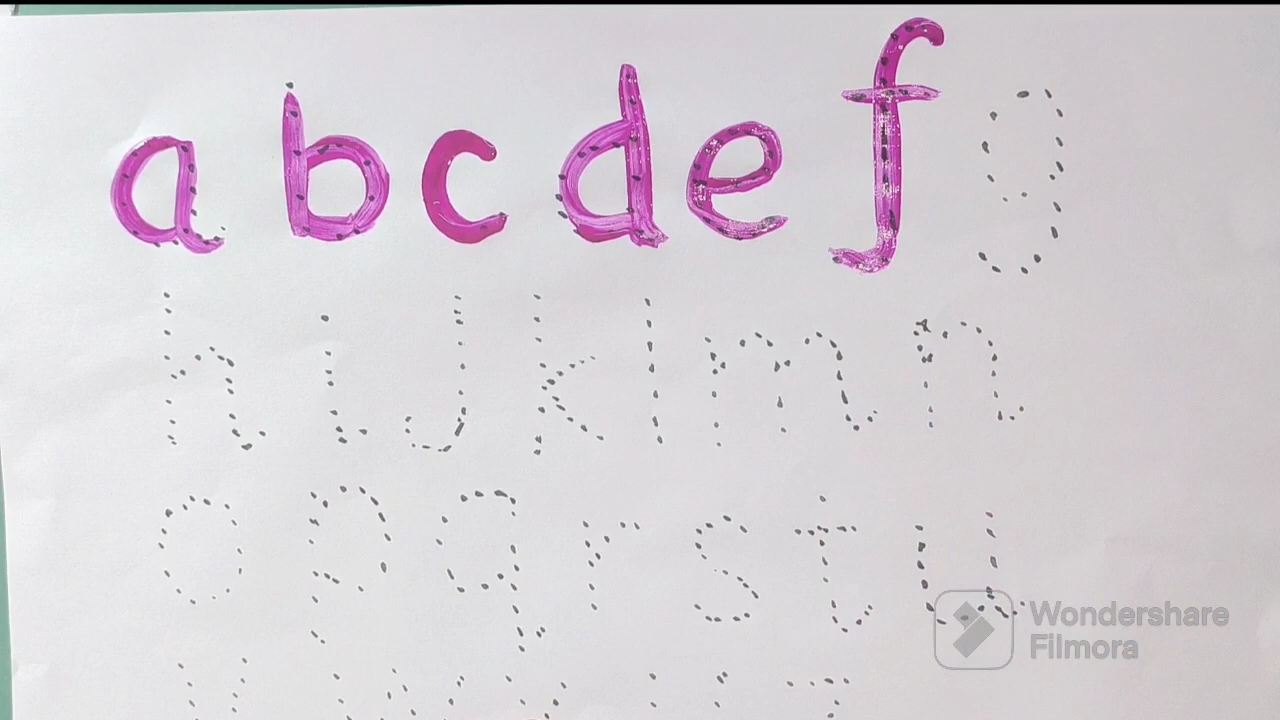 a b c d e f g
h i j k l m n
o p q r s t u
v w
Wondershare
Filmora